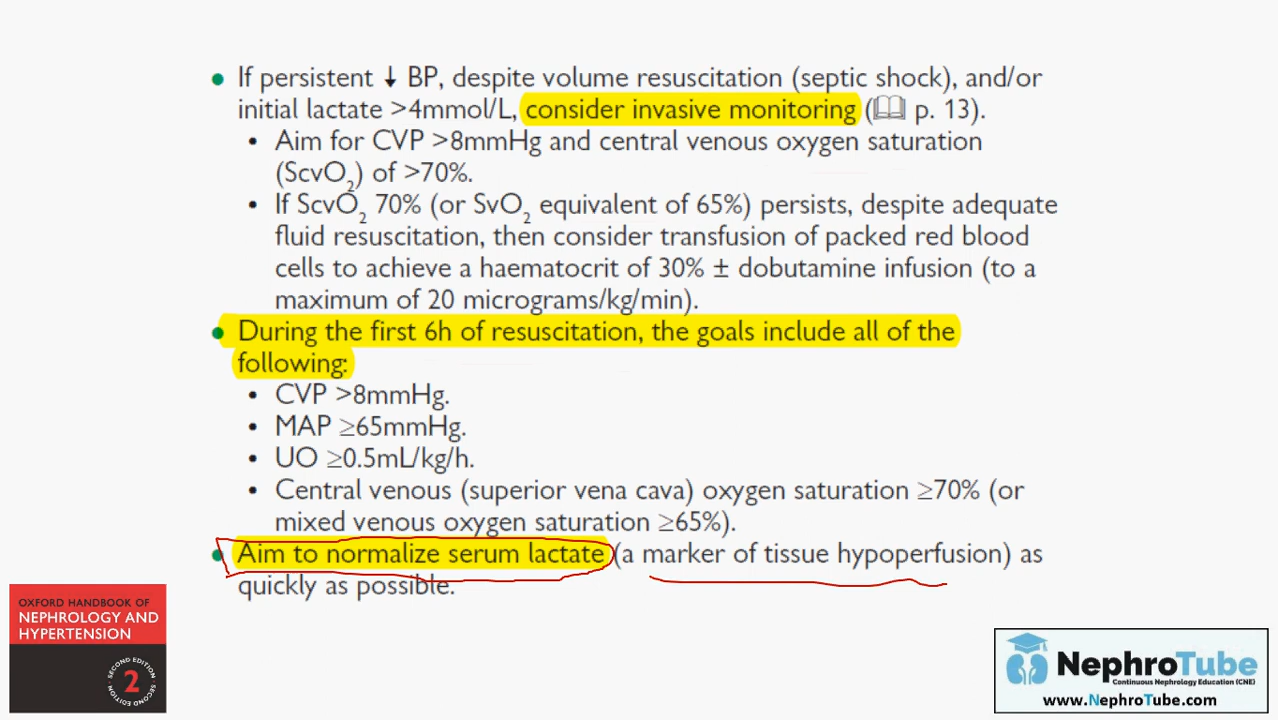 • If persistent ↓ BP, despite volume resuscitation (septic shock), and/or
initial lactate >4mmol/L, consider invasive monitoring (📖 p. 13).
• Aim for CVP >8mmHg and central venous oxygen saturation
(ScvO₂) of >70%.
• If ScvO₂ 70% (or SvO₂ equivalent of 65%) persists, despite adequate
fluid resuscitation, then consider transfusion of packed red blood
cells to achieve a haematocrit of 30% ± dobutamine infusion (to a
maximum of 20 micrograms/kg/min).
• During the first 6h of resuscitation, the goals include all of the
following:
• CVP >8mmHg.
• MAP ≥65mmHg.
• UO ≥0.5mL/kg/h.
• Central venous (superior vena cava) oxygen saturation ≥70% (or
mixed venous oxygen saturation ≥65%).
• Aim to normalize serum lactate (a marker of tissue hypoperfusion) as
quickly as possible.
OXFORD HANDBOOK OF
NEPHROLOGY AND
HYPERTENSION
SECOND EDITION
2
SECOND EDITION
NephroTube
Continuous Nephrology Education (CNE)
www.NephroTube.com